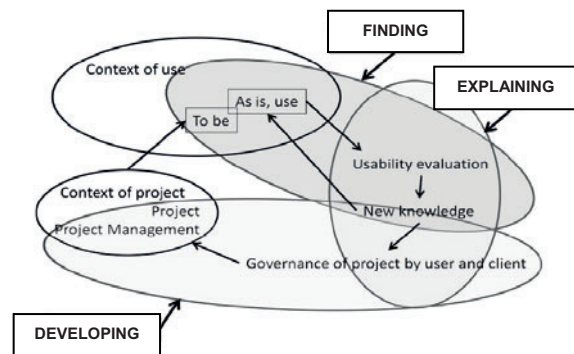 FINDING
Context of use
EXPLAINING
As is, use
To be
Usability evaluation
Context of project
Project
New knowledge
Project Management
Governance of project by user and client
DEVELOPING